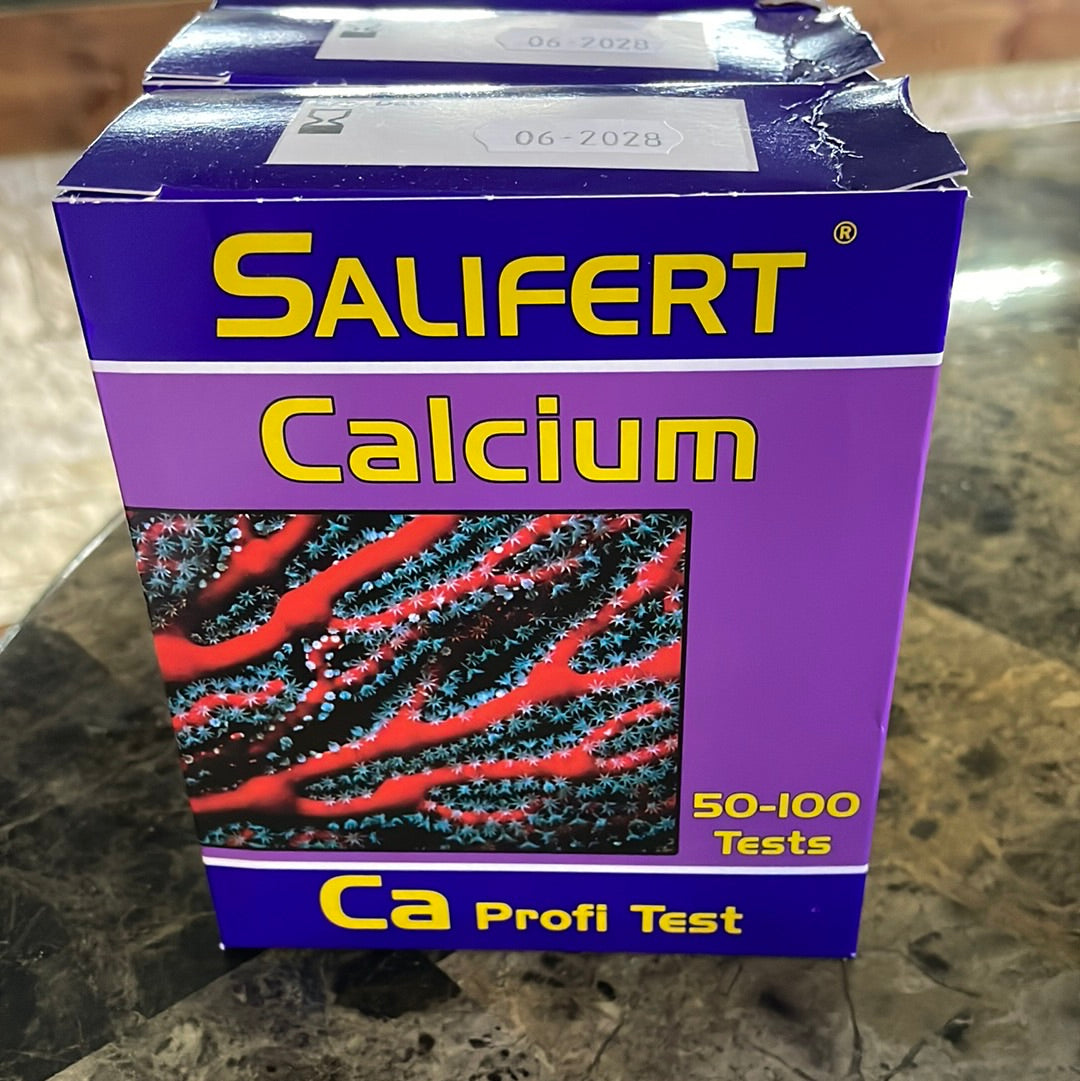 06-2028
06-2028
SALIFERT ®
Calcium
50-100
Tests
Ca Profi Test